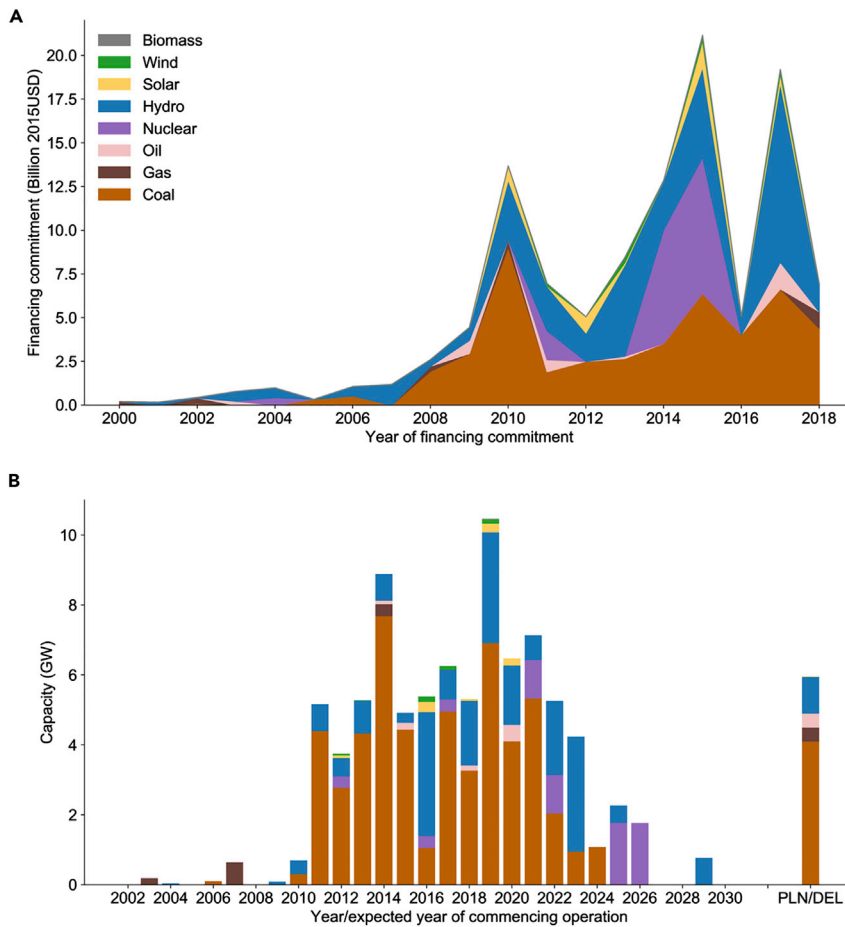 A
Biomass
Wind
Solar
Hydro
Nuclear
Oil
Gas
Coal
Financing commitment (Billion 2015USD)
20.0
17.5
15.0
12.5
10.0
7.5
5.0
2.5
0.0
2000 2002 2004 2006 2008 2010 2012 2014 2016 2018
Year of financing commitment
B
Capacity (GW)
10
8
6
4
2
0
2002 2004 2006 2008 2010 2012 2014 2016 2018 2020 2022 2024 2026 2028 2030 PLN/DEL
Year/expected year of commencing operation